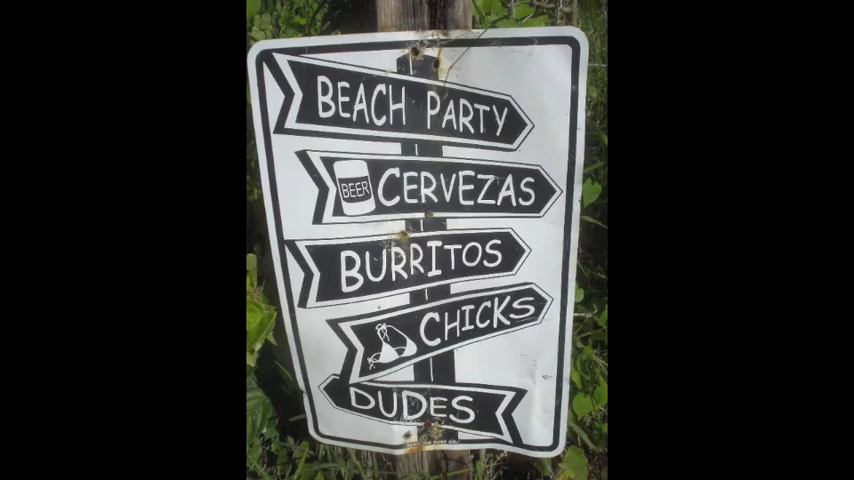 BEACH PARTY
BEER
CERVEZAS
BURRITOS
CHICKS
DUDES